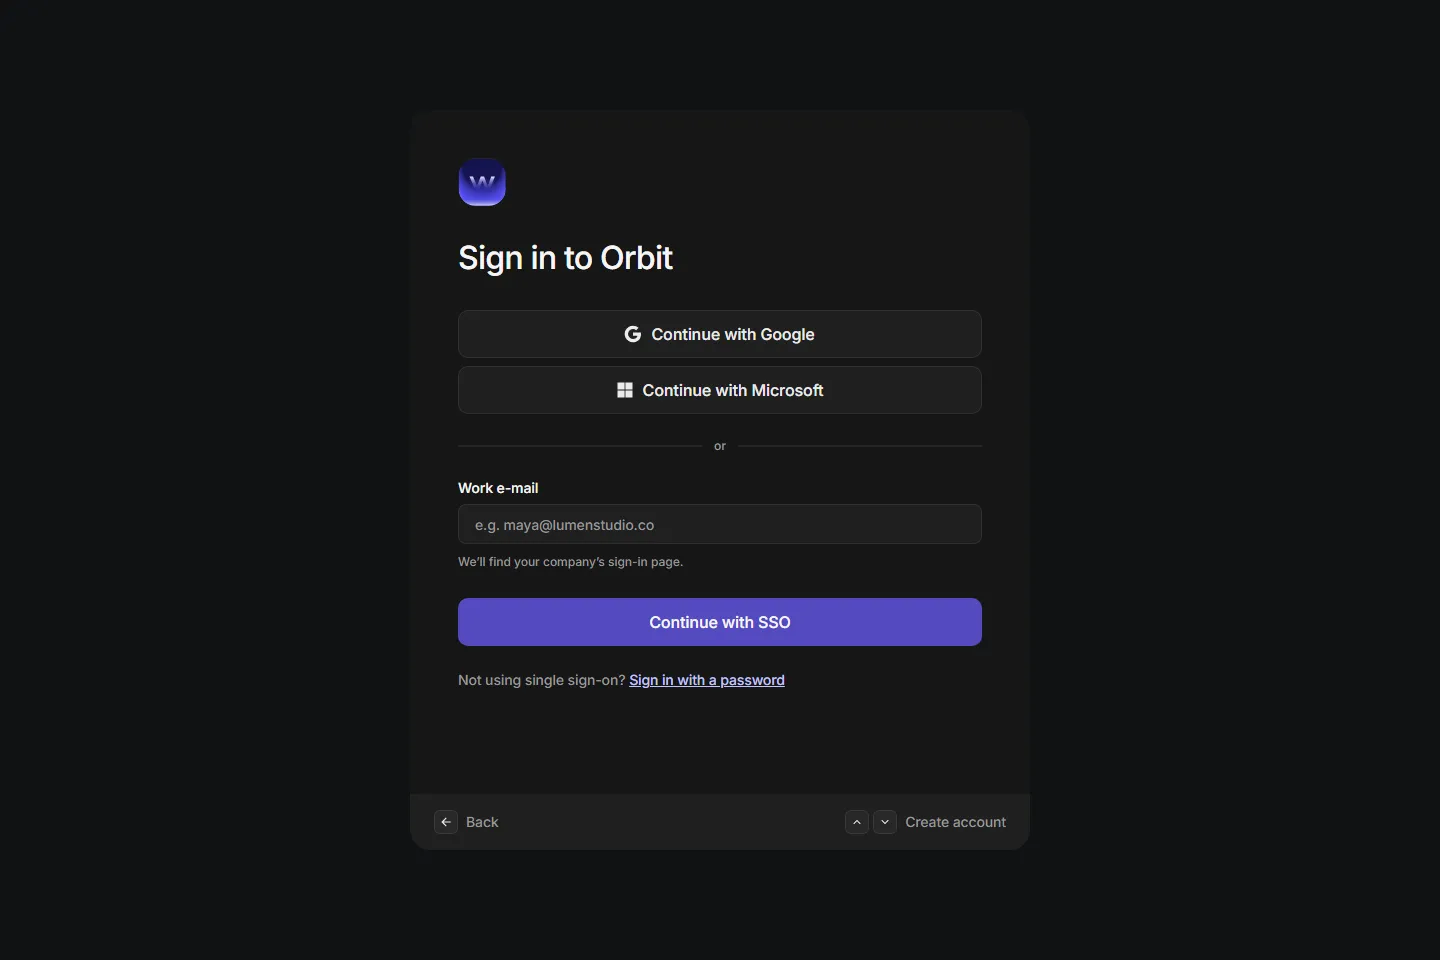 W
Sign in to Orbit
Continue with Google
Continue with Microsoft
or
Work e-mail
e.g. maya@lumenstudio.co
We’ll find your company’s sign-in page.
Continue with SSO
Not using single sign-on? Sign in with a password
Back
Create account